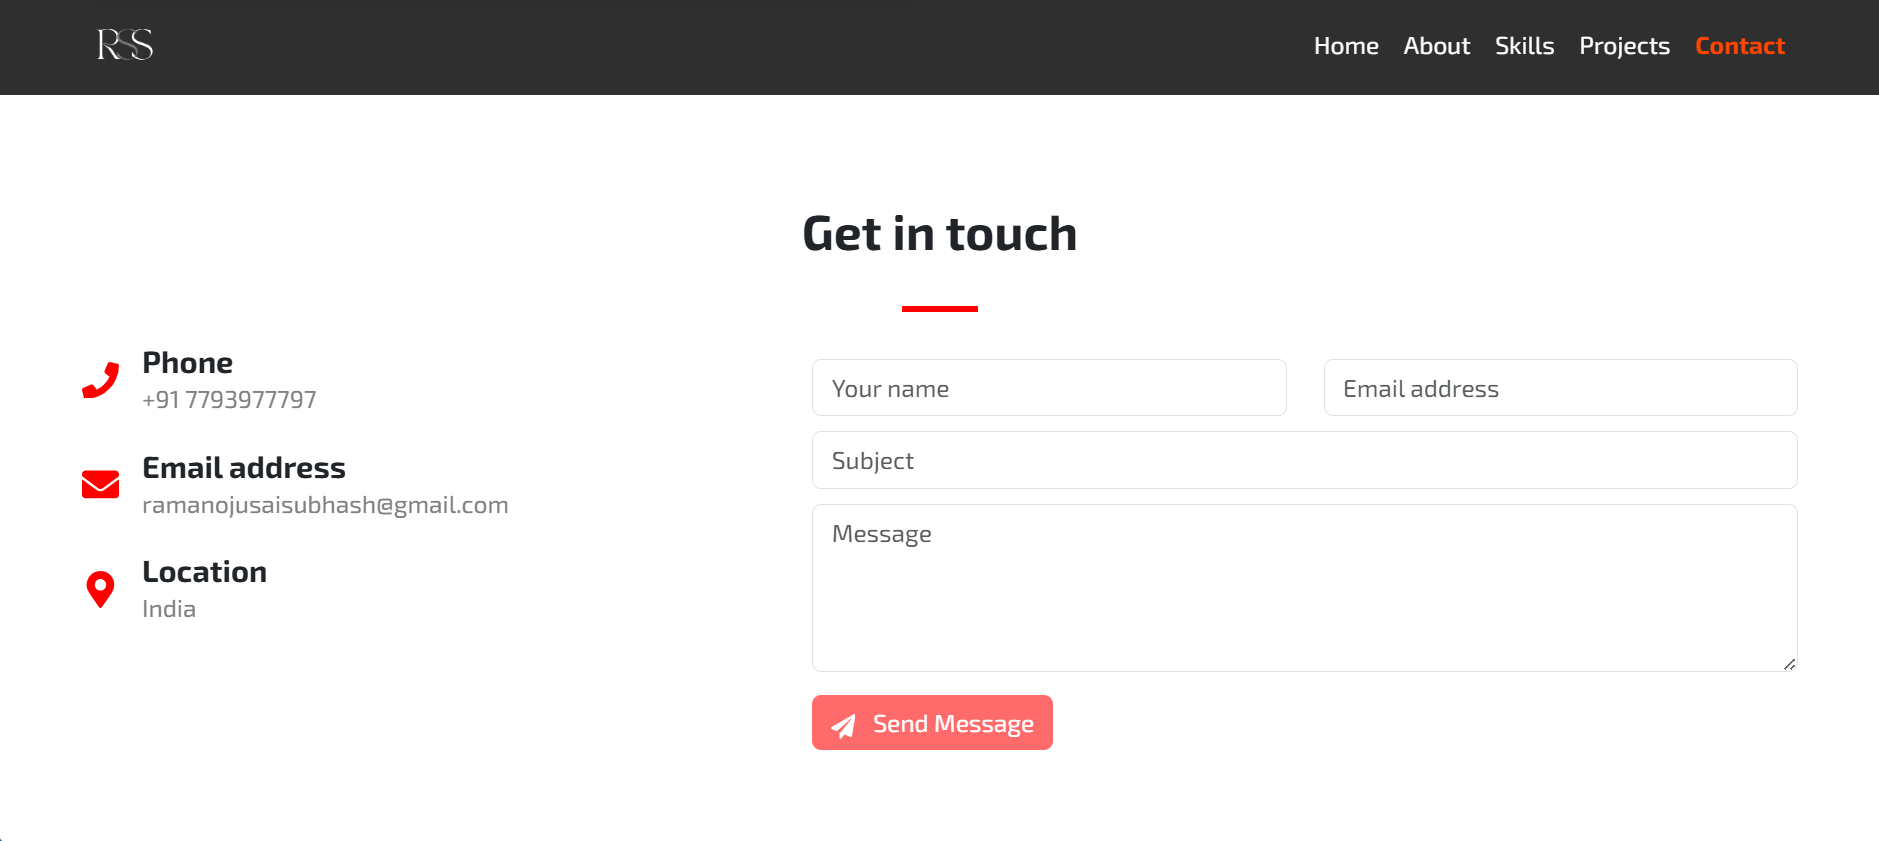 RSS
Home About Skills Projects Contact
Get in touch
Phone
+91 7793977797
Email address
ramanojusaisubhash@gmail.com
Location
India
Your name
Email address
Subject
Message
Send Message